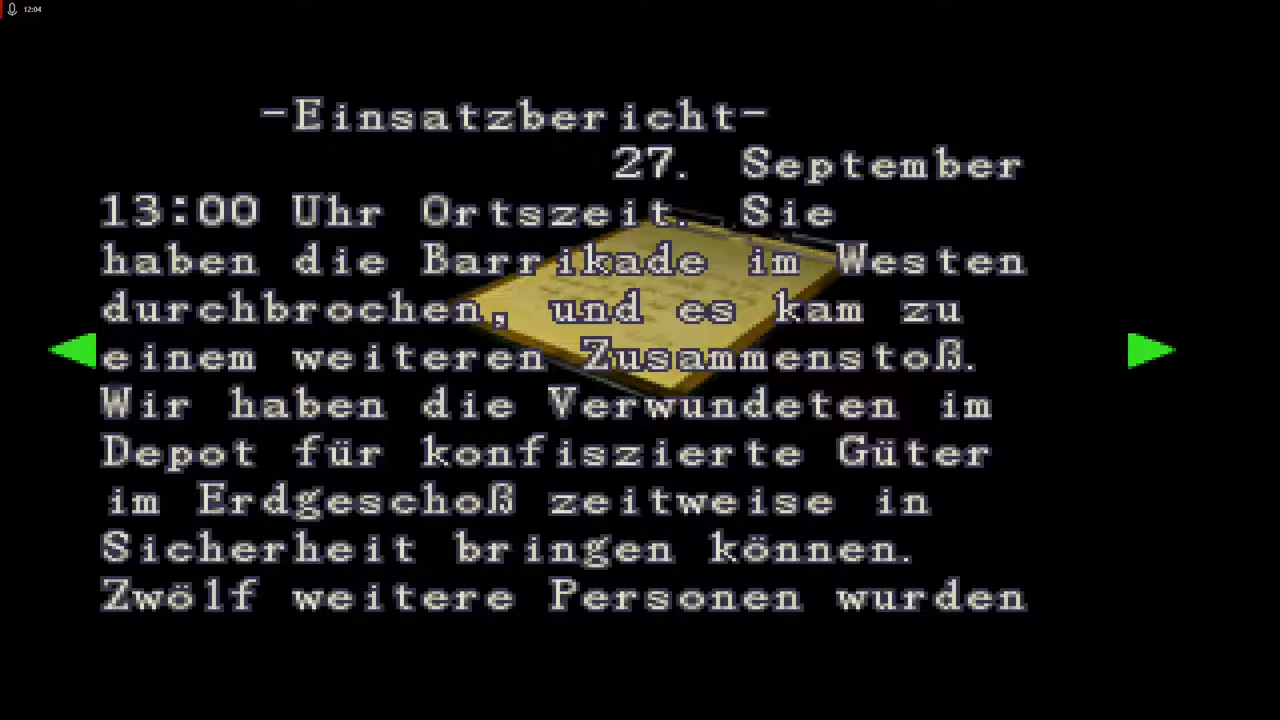 12:04
-Einsatzbericht-
27. September
13:00 Uhr Ortszeit. Sie
haben die Barrikade im Westen
durchbrochen, und es kam zu
einem weiteren Zusammenstoß.
Wir haben die Verwundeten im
Depot für konfiszierte Güter
im Erdgeschoß zeitweise in
Sicherheit bringen können.
Zwölf weitere Personen wurden